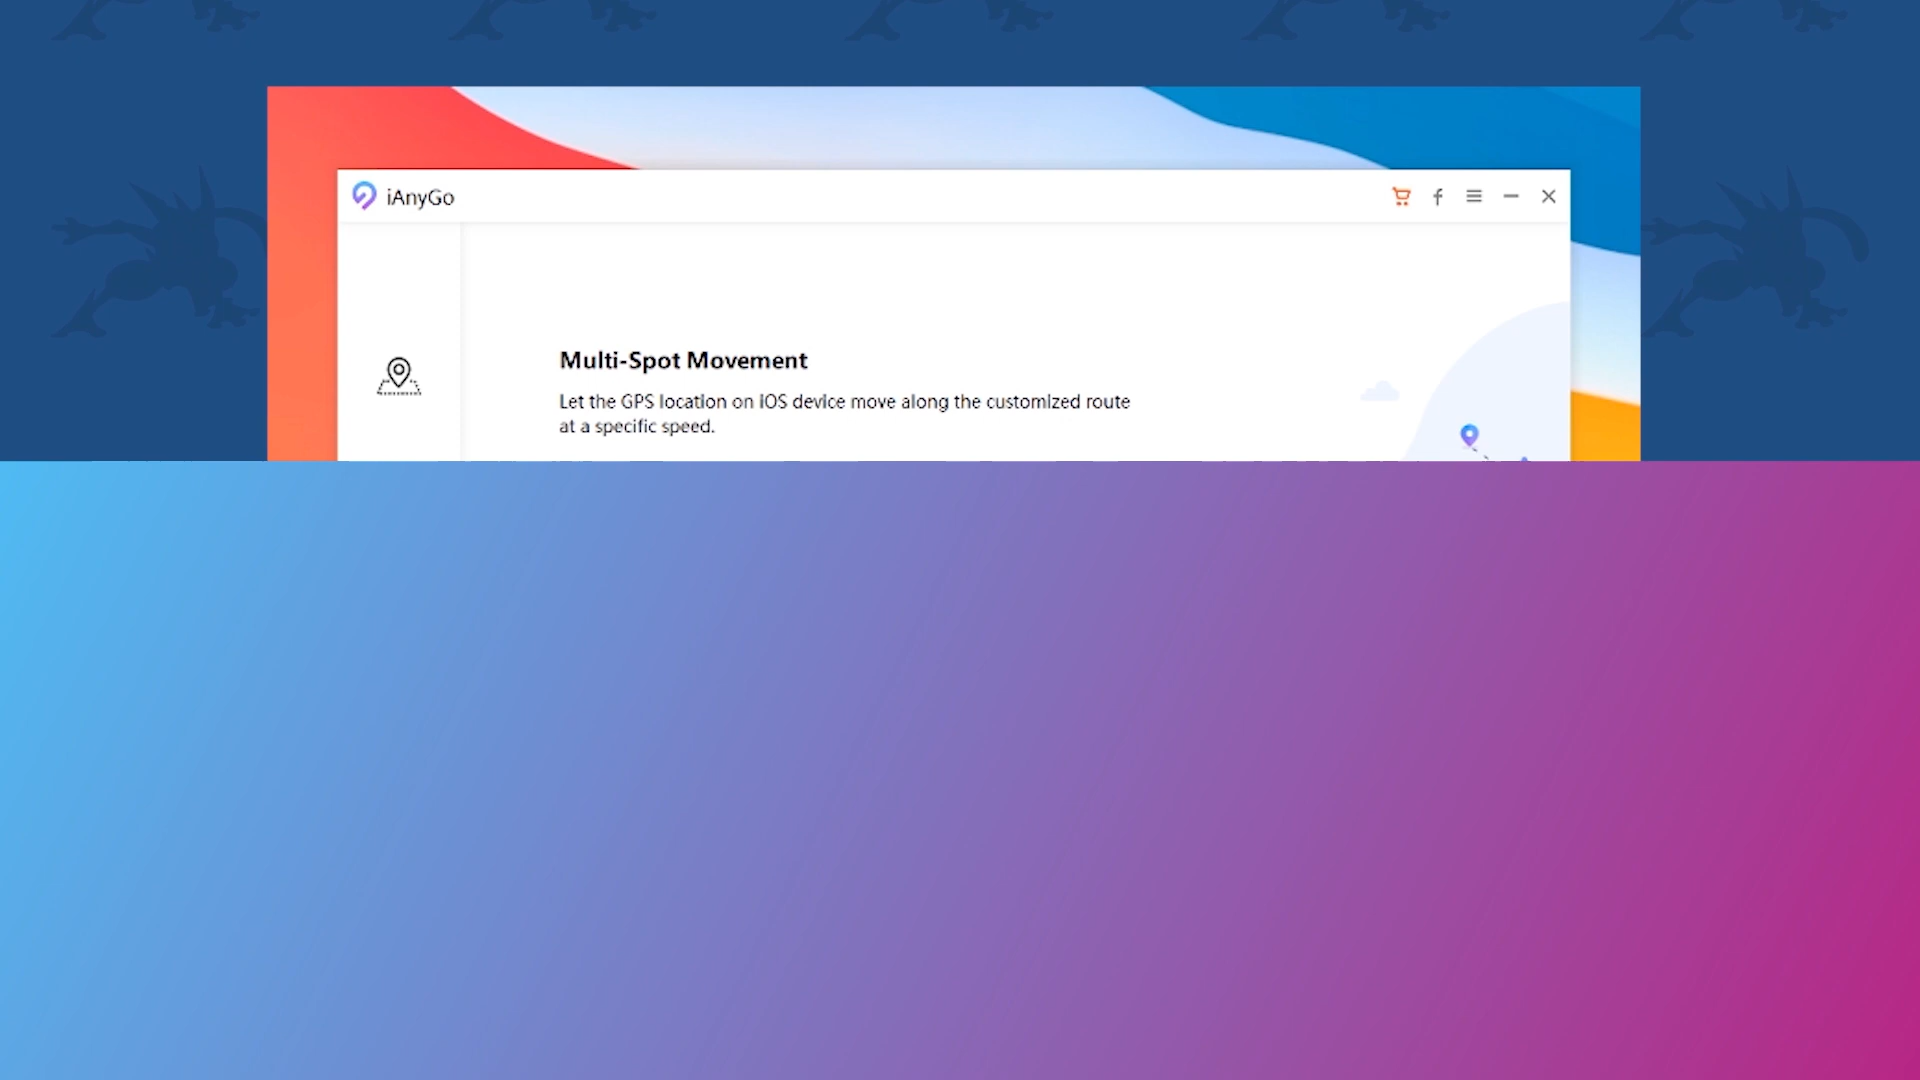 iAnyGo
Multi-Spot Movement
Let the GPS location on iOS device move along the customized route
at a specific speed.